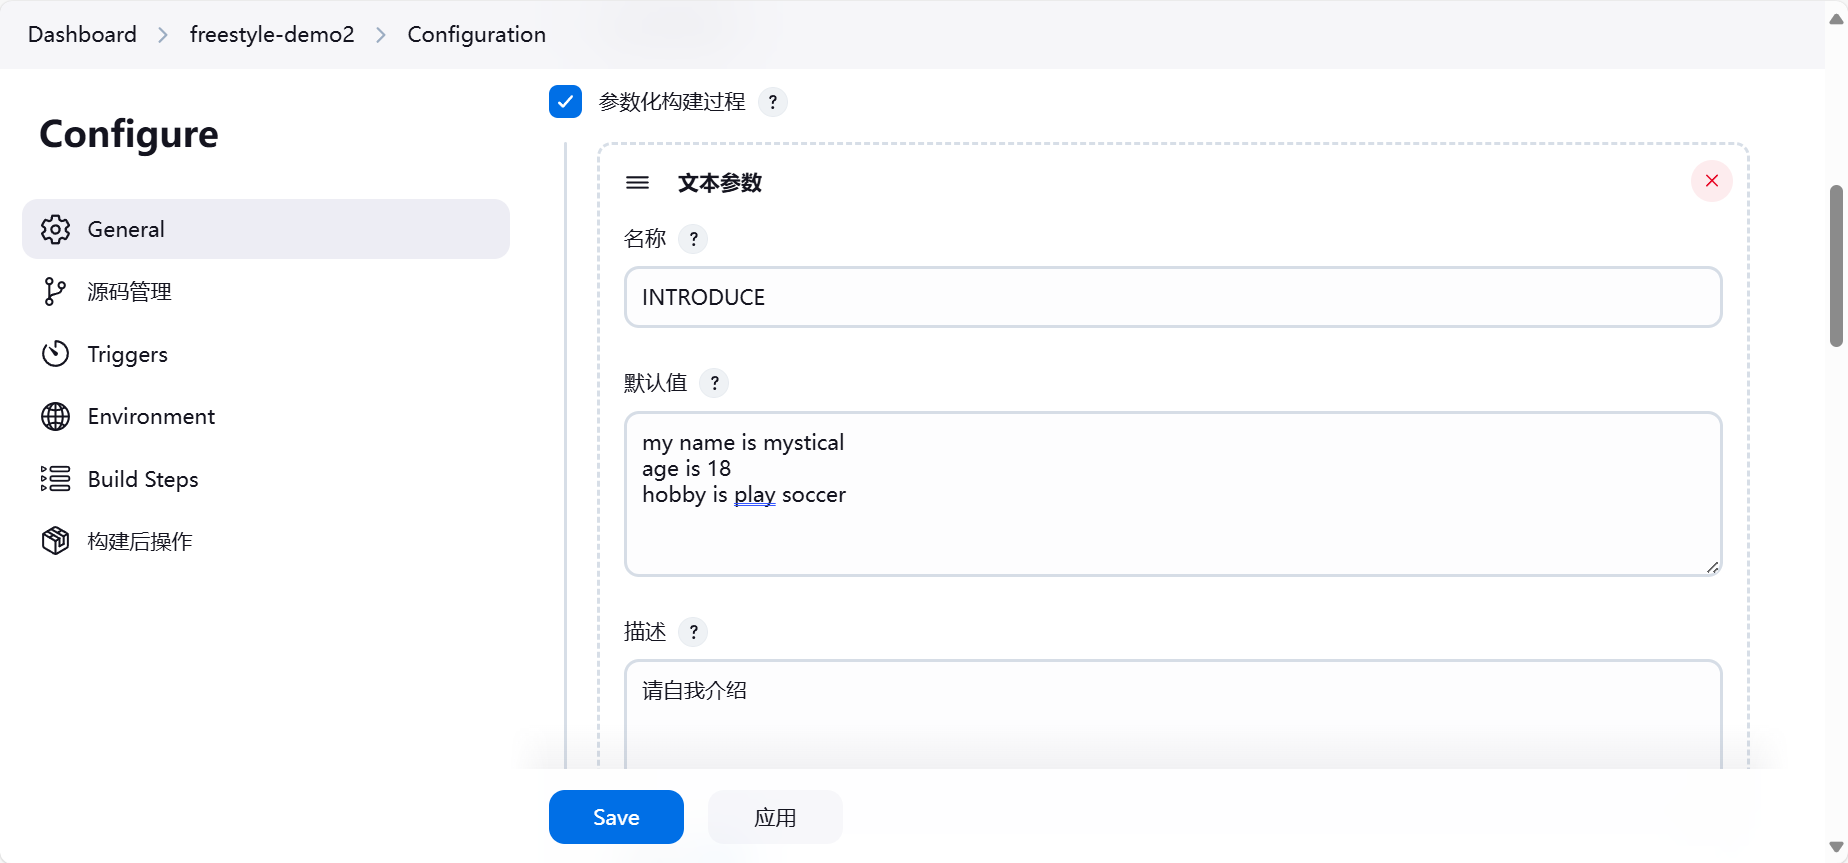 Dashboard > freestyle-demo2 > Configuration
Configure
General
源码管理
Triggers
Environment
Build Steps
构建后操作
参数化构建过程 ?
文本参数
名称 ?
INTRODUCE
默认值 ?
my name is mystical
age is 18
hobby is play soccer
描述 ?
请自我介绍
Save
应用